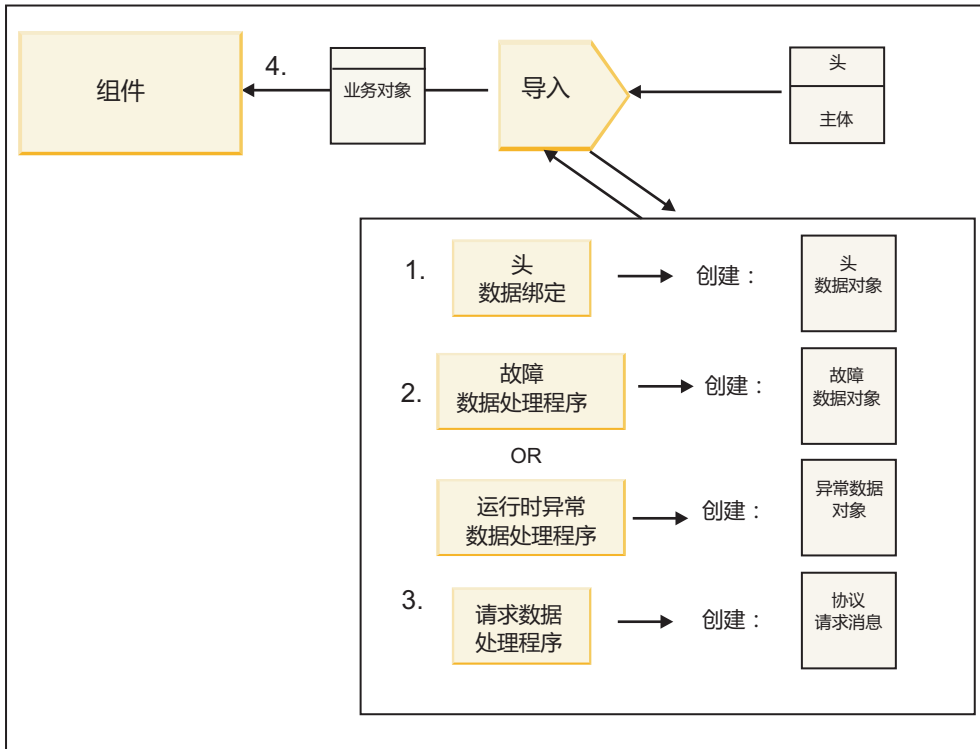 组件
4.
业务对象
导入
头
主体
1.
头
数据绑定
创建：
头
数据对象
2.
故障
数据处理程序
创建：
故障
数据对象
OR
运行时异常
数据处理程序
创建：
异常数据
对象
3.
请求数据
处理程序
创建：
协议
请求消息